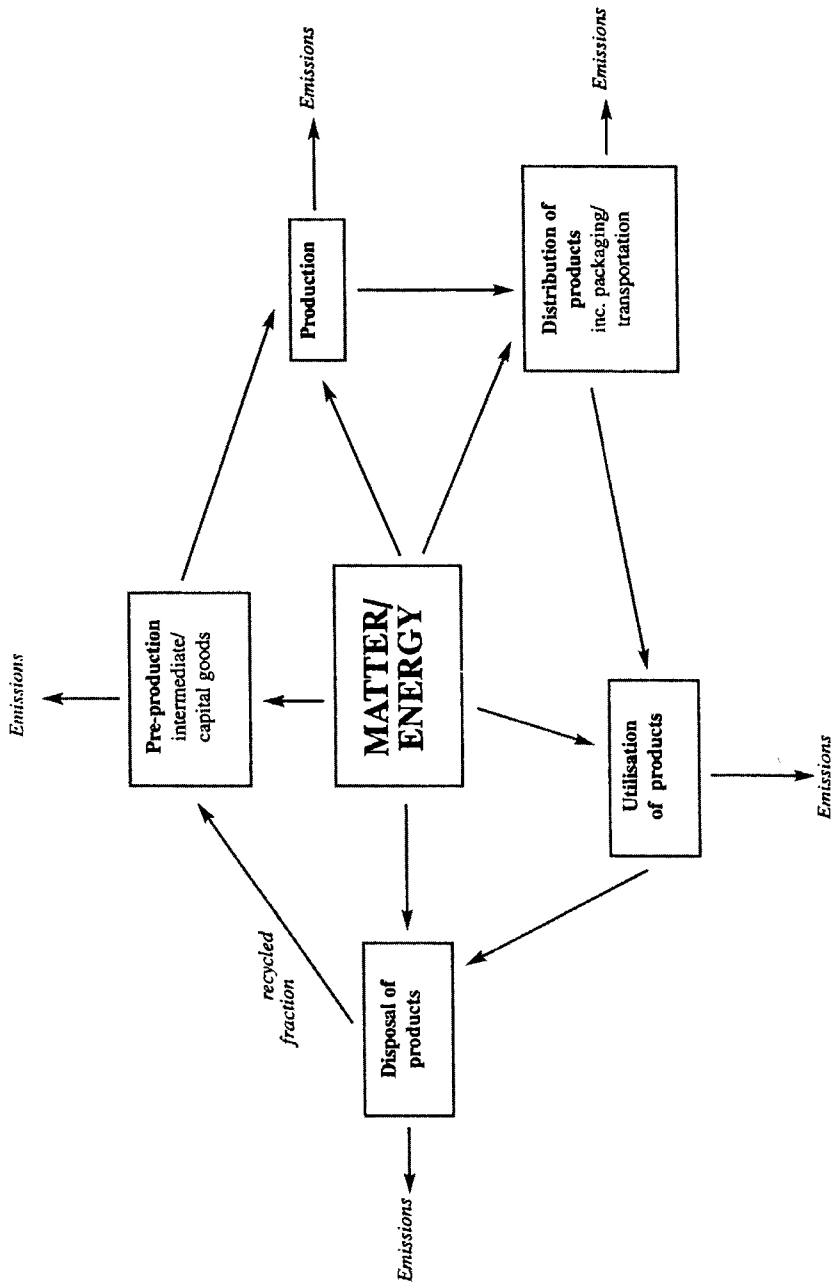 Emissions
Pre-production
intermediate/
capital goods
Production
Emissions
recycled
fraction
MATTER/
ENERGY
Emissions
Disposal of
products
Distribution of
products
inc. packaging/
transportation
Emissions
Utilisation
of products
Emissions